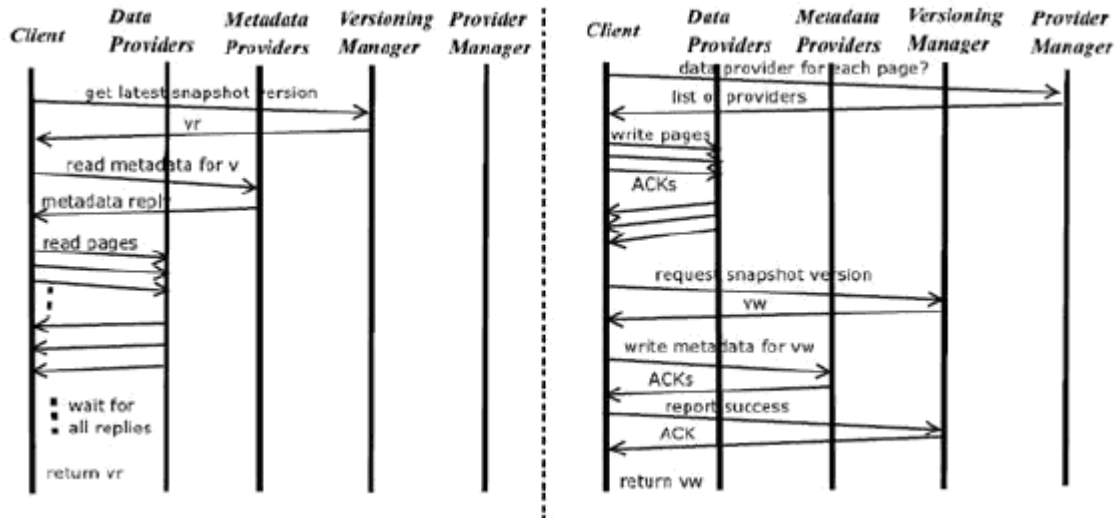 Client
Data
Providers
Metadata
Providers
Versioning
Manager
Provider
Manager
get latest snapshot version
vr
read metadata for v
metadata reply
read pages
wait for
all replies
return vr
Client
Data
Providers
Metadata
Providers
Versioning
Manager
Provider
Manager
data provider for each page?
list of providers
write pages
ACKs
request snapshot version
vw
write metadata for vw
ACKs
report success
ACK
return vw